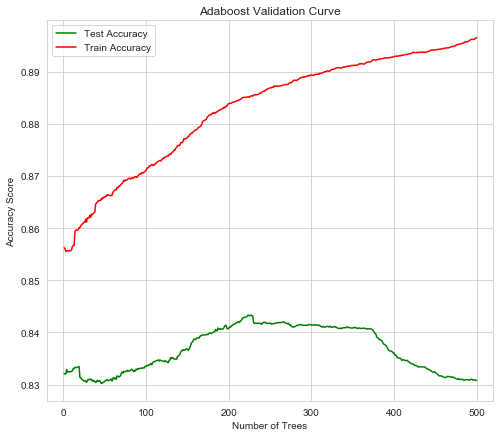 Adaboost Validation Curve
Test Accuracy
Train Accuracy
0.89
0.88
0.87
0.86
0.85
0.84
0.83
Accuracy Score
0
100
200
300
400
500
Number of Trees